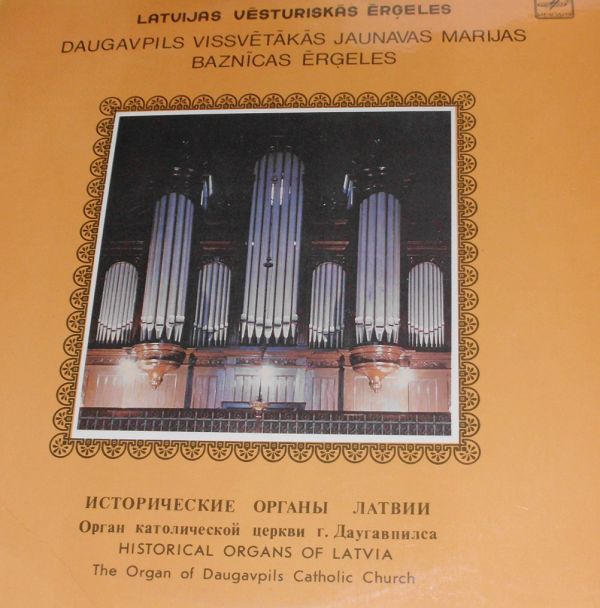 LATVIJAS VĒSTURISKĀS ĒRĢELES
DAUGAVPILS VISSVĒTĀKĀS JAUNAVAS MARIJAS
BAZNĪCAS ĒRĢELES
ИСТОРИЧЕСКИЕ ОРГАНЫ ЛАТВИИ
Орган католической церкви г. Даугавпилса
HISTORICAL ORGANS OF LATVIA
The Organ of Daugavpils Catholic Church